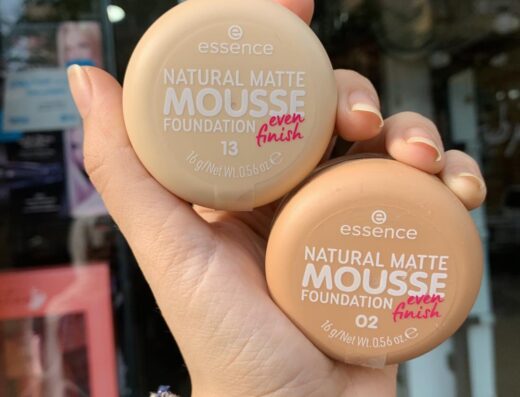 essence
NATURAL MATTE
MOUSSE
FOUNDATION even
finish
13
16 g/Net Wt. 0.56 oz ℮
essence
NATURAL MATTE
MOUSSE
FOUNDATION even
finish
02
16 g/Net Wt. 0.56 oz ℮